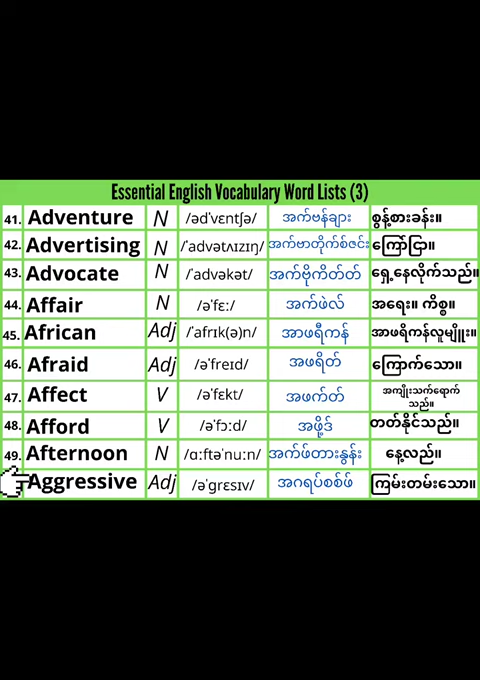 Essential English Vocabulary Word Lists (3)
41. Adventure N /ədˈvɛntʃə/ အက်ဗန်ချား စွန့်စားခန်း။
42. Advertising N /ˈadvətʌɪzɪŋ/ အက်ဗာတိုက်စ်ဇင်း ကြော်ငြာ။
43. Advocate N /ˈadvəkət/ အက်ဗိုကိတ်တ် ရှေ့နေလိုက်သည်။
44. Affair N /əˈfɛː/ အက်ဖဲလ် အရေး။ ကိစ္စ။
45. African Adj /ˈafrɪk(ə)n/ အာဖရီကန် အာဖရိကန်လူမျိုး။
46. Afraid Adj /əˈfreɪd/ အဖရိတ် ကြောက်သော။
47. Affect V /əˈfɛkt/ အဖက်တ် အကျိုးသက်ရောက်
သည်။
48. Afford V /əˈfɔːd/ အဖို့ဒ် တတ်နိုင်သည်။
49. Afternoon N /ɑːftəˈnuːn/ အက်ဖ်တားနွန်း နေ့လည်။
Aggressive Adj /əˈɡrɛsɪv/ အဂရပ်စစ်ဖ် ကြမ်းတမ်းသော။